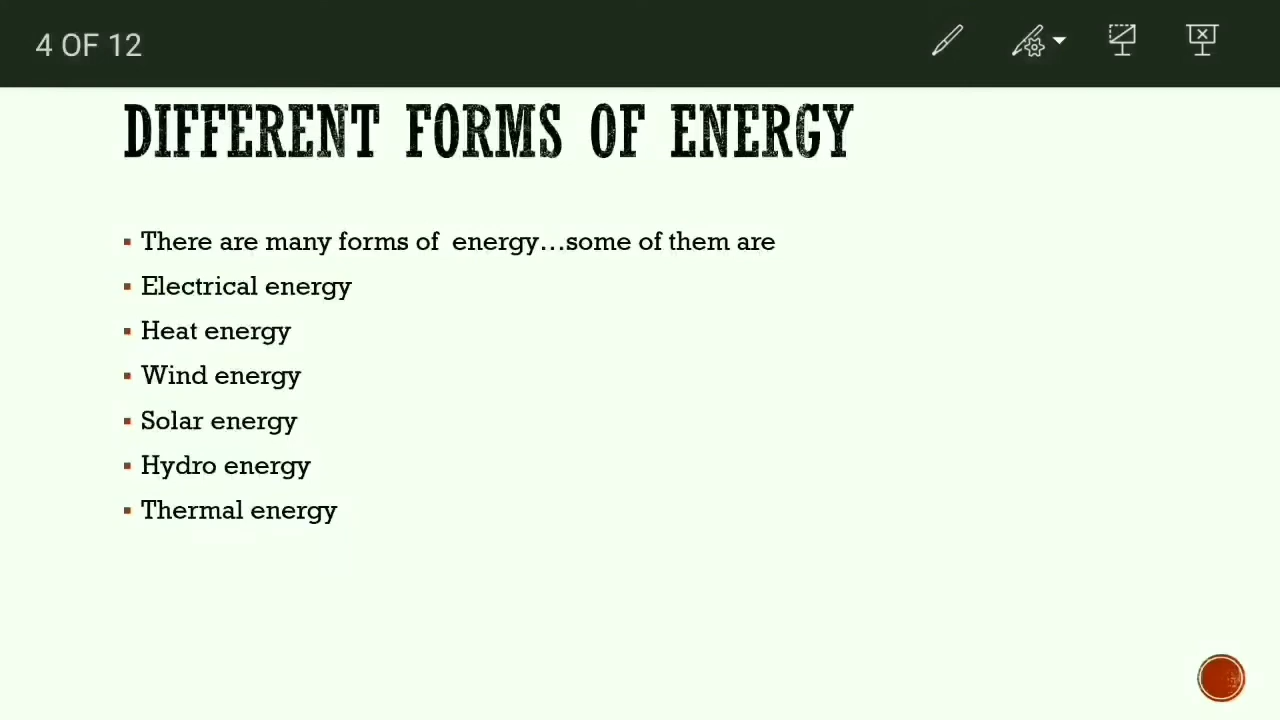 4 OF 12
DIFFERENT FORMS OF ENERGY
▪ There are many forms of  energy...some of them are
▪ Electrical energy
▪ Heat energy
▪ Wind energy
▪ Solar energy
▪ Hydro energy
▪ Thermal energy